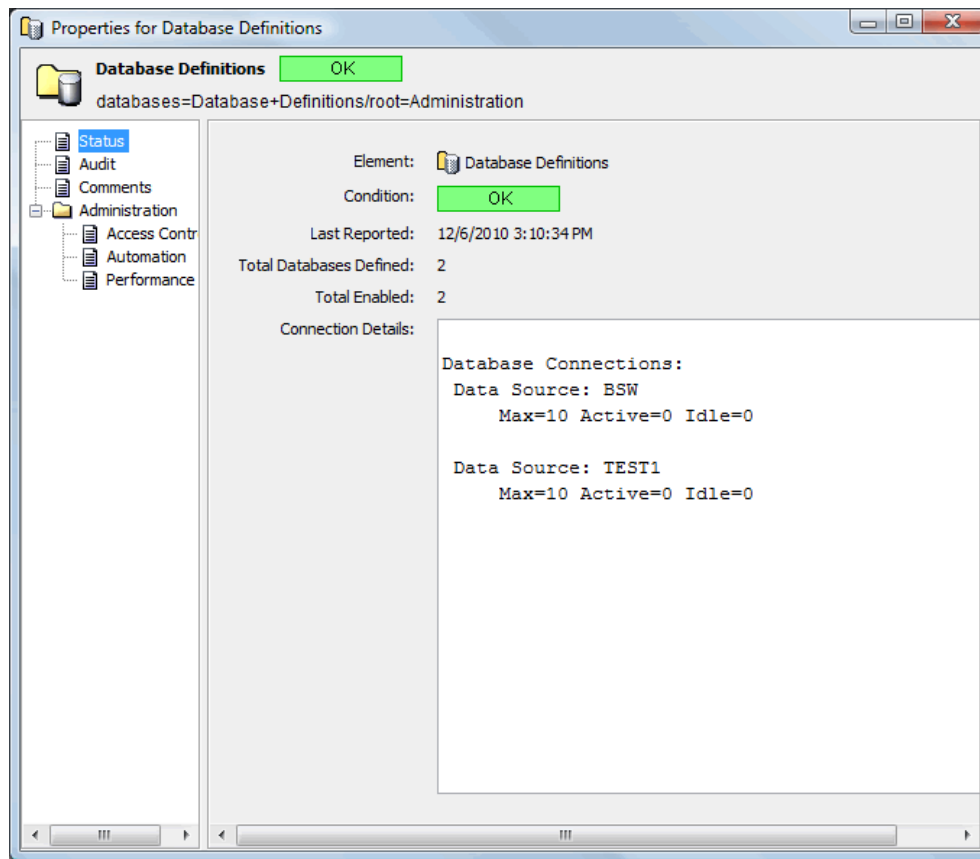 Properties for Database Definitions
Database Definitions OK
databases=Database+Definitions/root=Administration
Status
Audit
Comments
Administration
Access Contr
Automation
Performance
Element: Database Definitions
Condition: OK
Last Reported: 12/6/2010 3:10:34 PM
Total Databases Defined: 2
Total Enabled: 2
Connection Details:
Database Connections:
Data Source: BSW
Max=10 Active=0 Idle=0
Data Source: TEST1
Max=10 Active=0 Idle=0